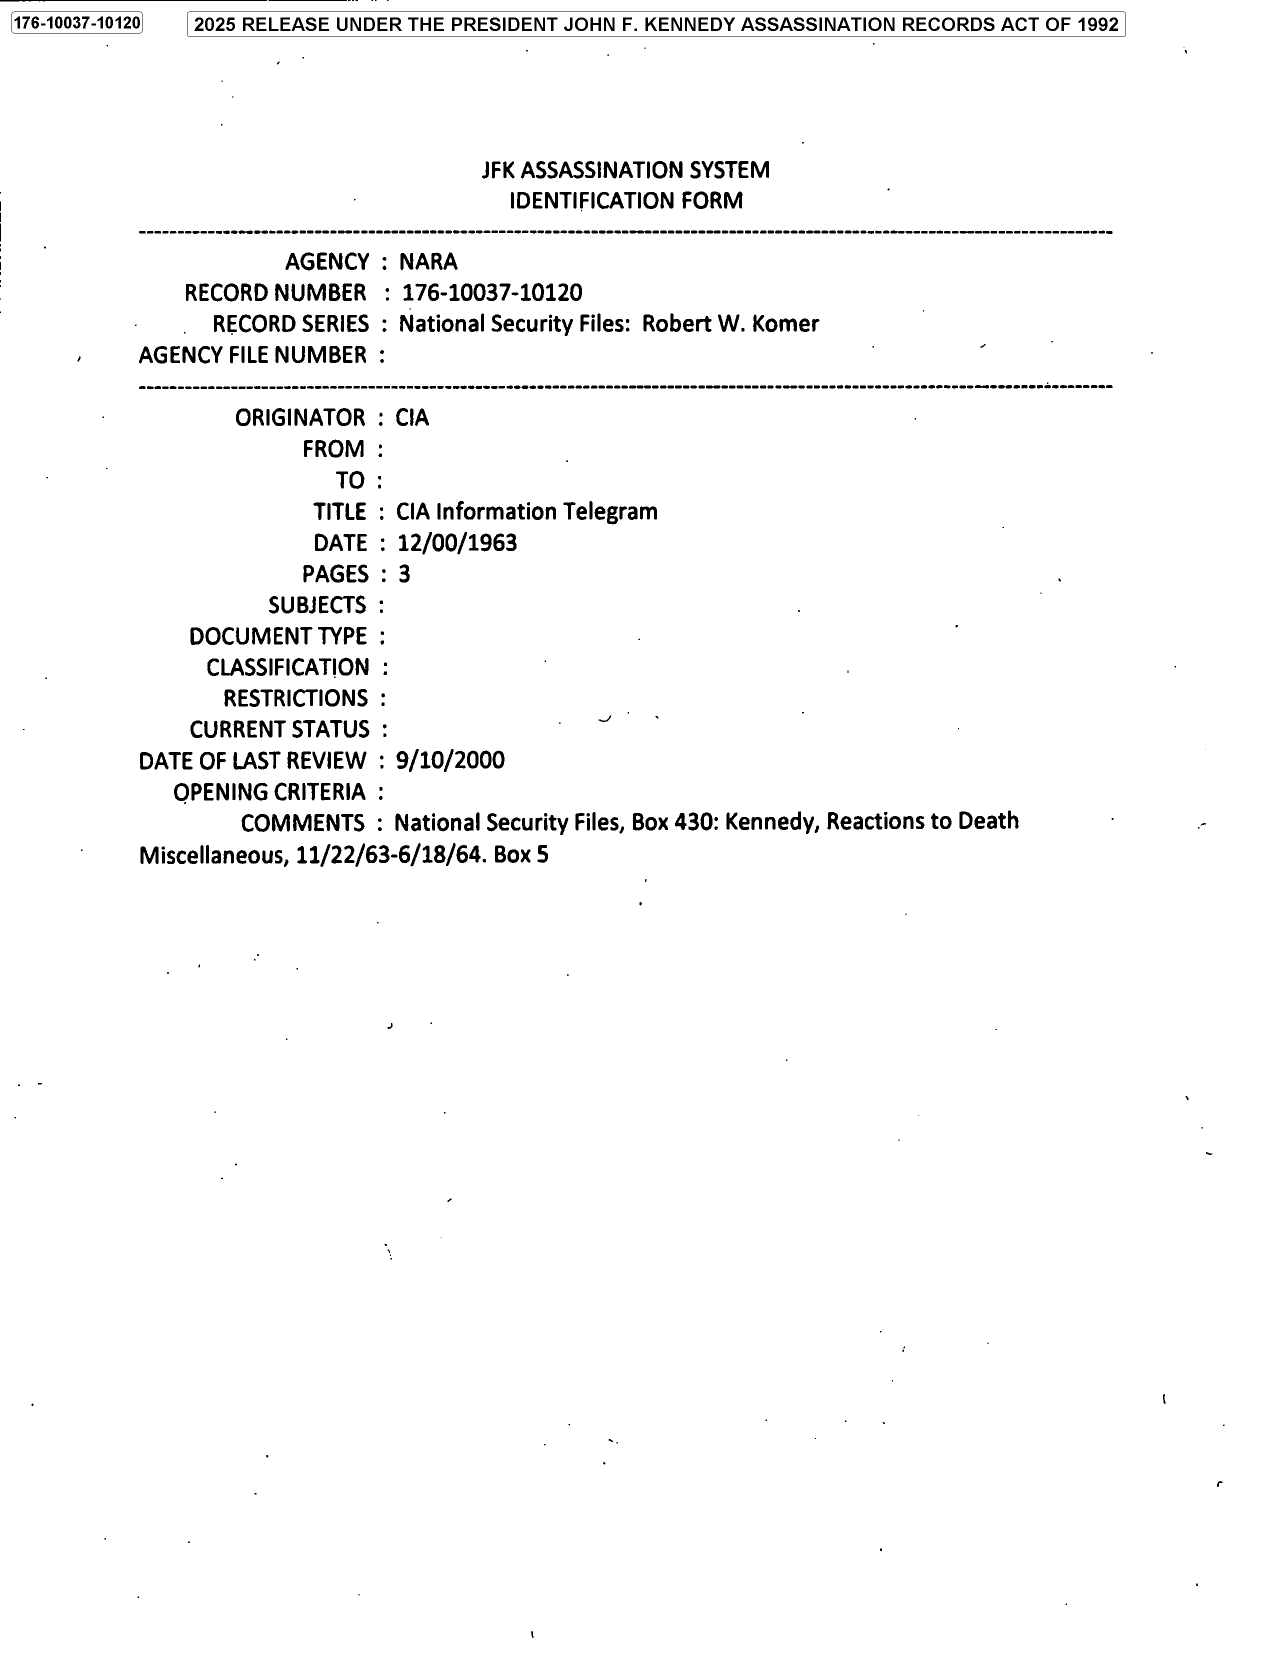 176-10037-10120
2025 RELEASE UNDER THE PRESIDENT JOHN F. KENNEDY ASSASSINATION RECORDS ACT OF 1992
JFK ASSASSINATION SYSTEM
IDENTIFICATION FORM
AGENCY : NARA
RECORD NUMBER : 176-10037-10120
RECORD SERIES : National Security Files: Robert W. Komer
AGENCY FILE NUMBER :
ORIGINATOR : CIA
FROM :
TO :
TITLE : CIA Information Telegram
DATE : 12/00/1963
PAGES : 3
SUBJECTS :
DOCUMENT TYPE :
CLASSIFICATION :
RESTRICTIONS :
CURRENT STATUS :
DATE OF LAST REVIEW : 9/10/2000
OPENING CRITERIA :
COMMENTS : National Security Files, Box 430: Kennedy, Reactions to Death
Miscellaneous, 11/22/63-6/18/64. Box 5